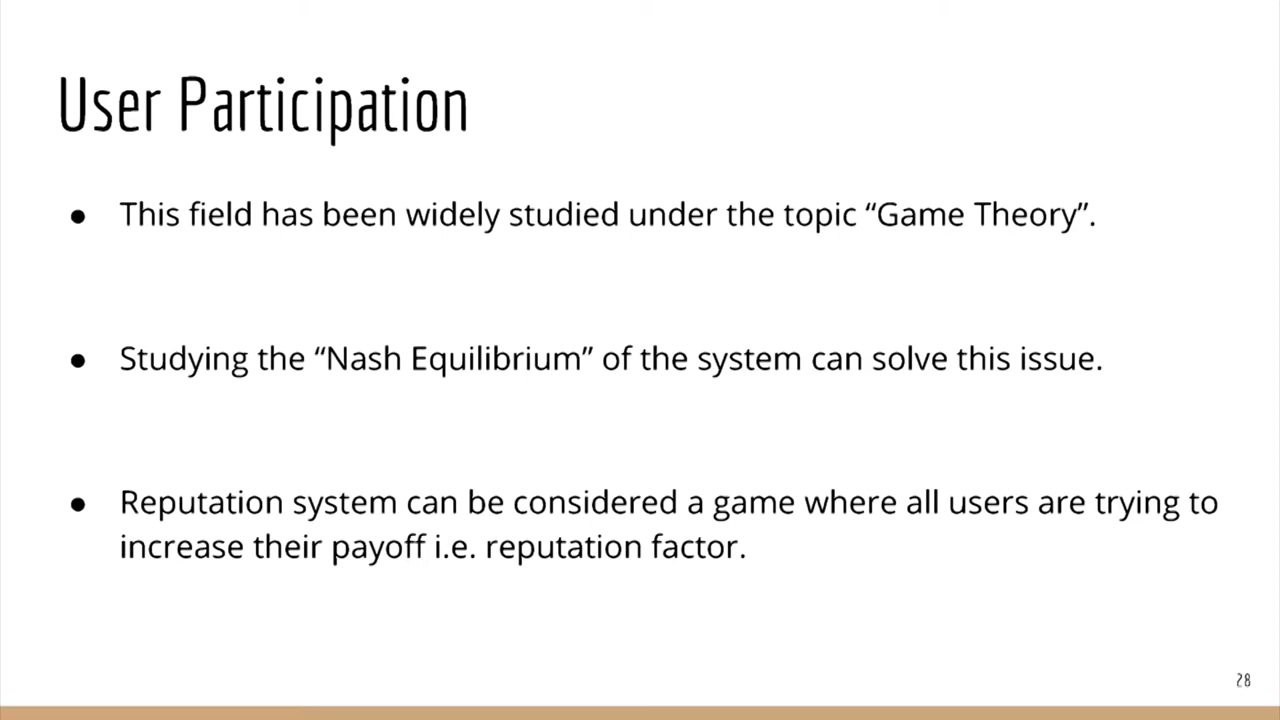 User Participation
● This field has been widely studied under the topic “Game Theory”.
● Studying the “Nash Equilibrium” of the system can solve this issue.
● Reputation system can be considered a game where all users are trying to
increase their payoff i.e. reputation factor.
28